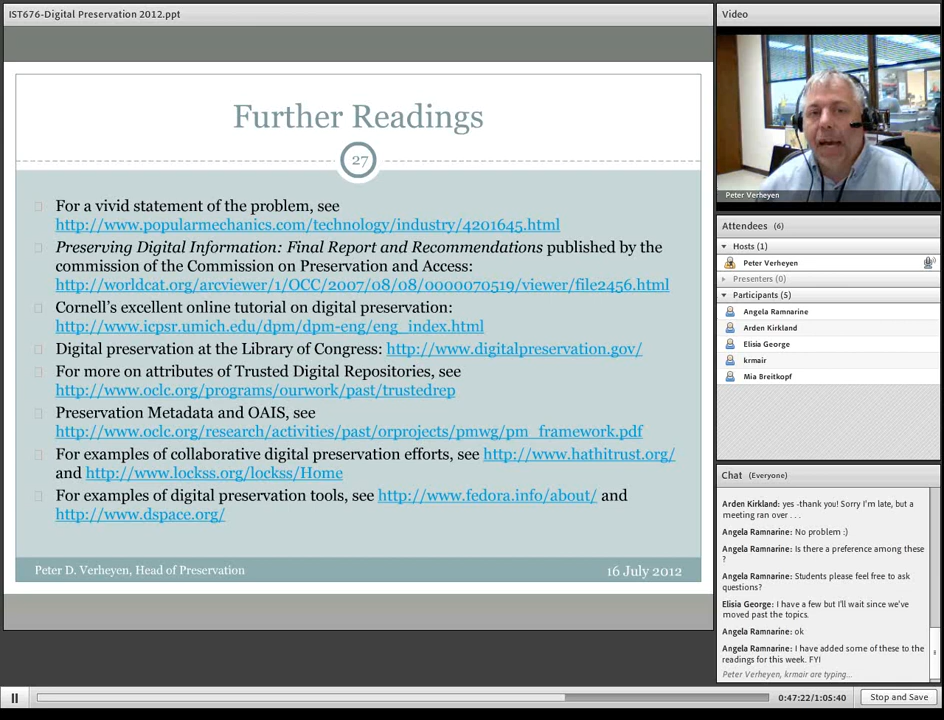 IST676-Digital Preservation 2012.ppt
Further Readings
27
For a vivid statement of the problem, see
http://www.popularmechanics.com/technology/industry/4201645.html
Preserving Digital Information: Final Report and Recommendations published by the
commission of the Commission on Preservation and Access:
http://worldcat.org/arcviewer/1/OCC/2007/08/08/0000070519/viewer/file2456.html
Cornell's excellent online tutorial on digital preservation:
http://www.icpsr.umich.edu/dpm/dpm-eng/eng_index.html
Digital preservation at the Library of Congress: http://www.digitalpreservation.gov/
For more on attributes of Trusted Digital Repositories, see
http://www.oclc.org/programs/ourwork/past/trustedrep
Preservation Metadata and OAIS, see
http://www.oclc.org/research/activities/past/orprojects/pmwg/pm_framework.pdf
For examples of collaborative digital preservation efforts, see http://www.hathitrust.org/
and http://www.lockss.org/lockss/Home
For examples of digital preservation tools, see http://www.fedora.info/about/ and
http://www.dspace.org/
Peter D. Verheyen, Head of Preservation
16 July 2012
Video
Peter Verheyen
Attendees (6)
Hosts (1)
Peter Verheyen
Presenters (0)
Participants (5)
Angela Ramnarine
Arden Kirkland
Elisia George
krmair
Mia Breitkopf
Chat (Everyone)
Arden Kirkland: yes -thank you! Sorry I'm late, but a
meeting ran over . . .
Angela Ramnarine: No problem :)
Angela Ramnarine: Is there a preference among these
?
Angela Ramnarine: Students please feel free to ask
questions?
Elisia George: I have a few but I'll wait since we've
moved past the topics.
Angela Ramnarine: ok
Angela Ramnarine: I have added some of these to the
readings for this week. FYI
Peter Verheyen, krmair are typing...
0:47:22/1:05:40
Stop and Save